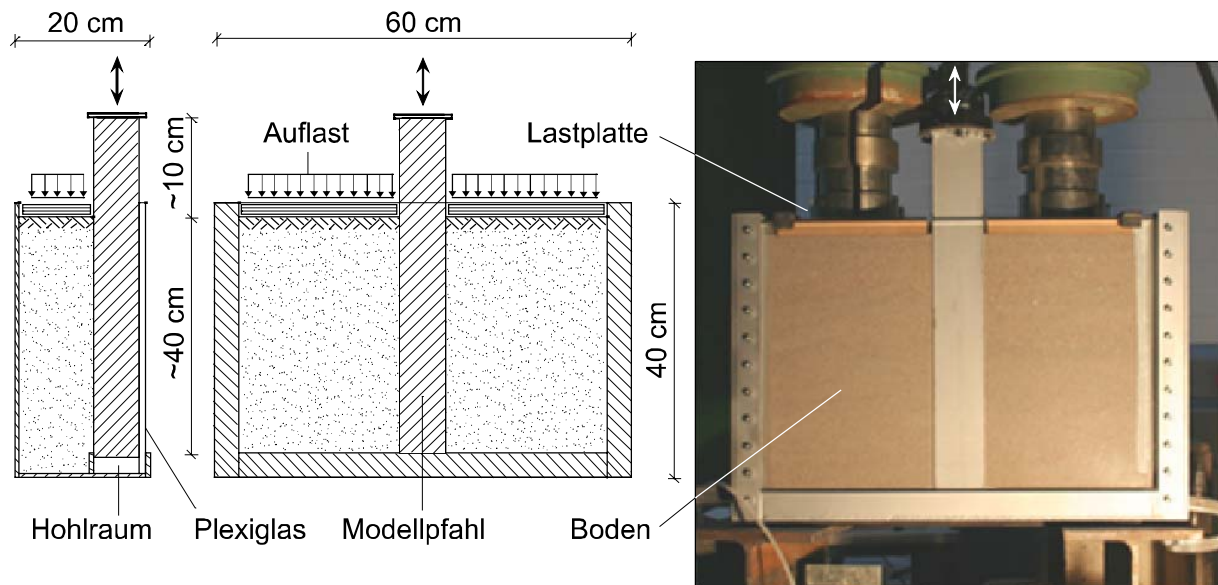 20 cm
60 cm
Auflast
Lastplatte
~10 cm
~40 cm
40 cm
Hohlraum
Plexiglas
Modellpfahl
Boden